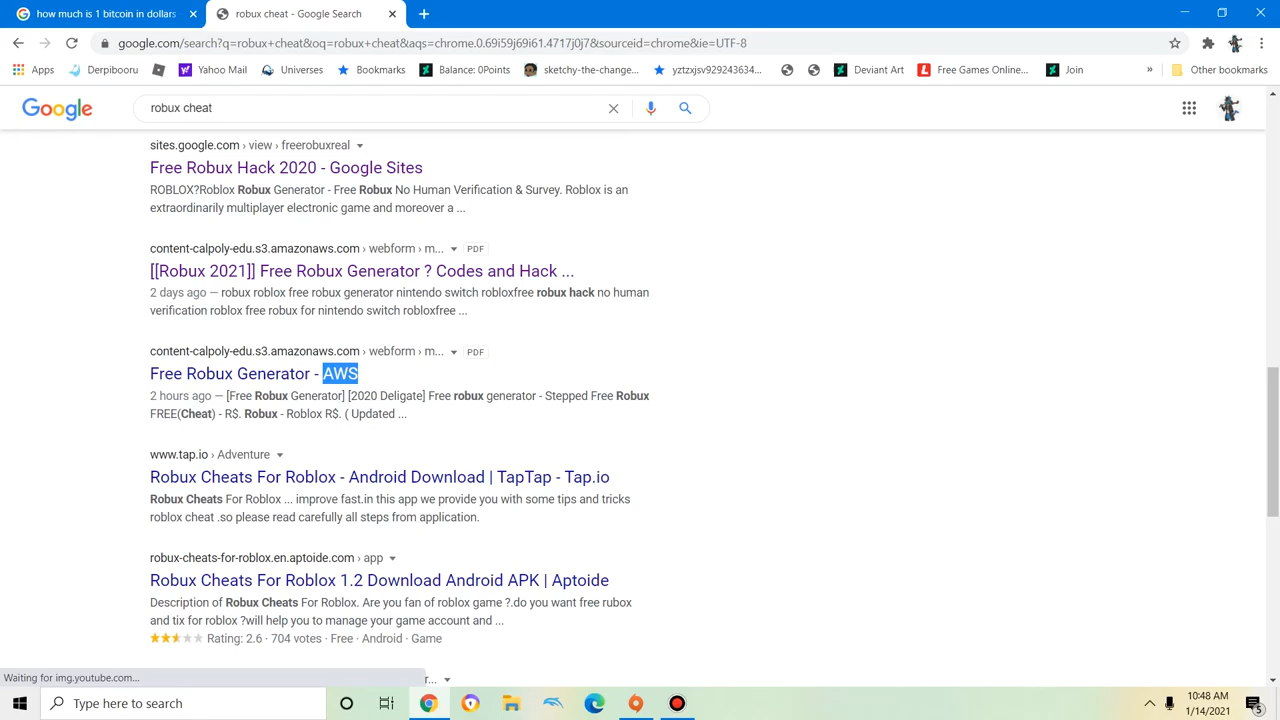 how much is 1 bitcoin in dollars
robux cheat - Google Search
google.com/search?q=robux+cheat&oq=robux+cheat&aqs=chrome.0.69i59j69i61.4717j0j7&sourceid=chrome&ie=UTF-8
Apps Derpibooru Yahoo Mail Universes Bookmarks Balance: 0Points sketchy-the-change... yztzxjsv929243634... Deviant Art Free Games Online... Join » Other bookmarks
Google robux cheat
sites.google.com › view › freerobuxreal
Free Robux Hack 2020 - Google Sites
ROBLOX?Roblox Robux Generator - Free Robux No Human Verification & Survey. Roblox is an
extraordinarily multiplayer electronic game and moreover a ...
content-calpoly-edu.s3.amazonaws.com › webform › m... PDF
[[Robux 2021]] Free Robux Generator ? Codes and Hack ...
2 days ago — robux roblox free robux generator nintendo switch robloxfree robux hack no human
verification roblox free robux for nintendo switch robloxfree ...
content-calpoly-edu.s3.amazonaws.com › webform › m... PDF
Free Robux Generator - AWS
2 hours ago — [Free Robux Generator] [2020 Deligate] Free robux generator - Stepped Free Robux
FREE(Cheat) - R$. Robux - Roblox R$. ( Updated ...
www.tap.io › Adventure
Robux Cheats For Roblox - Android Download | TapTap - Tap.io
Robux Cheats For Roblox ... improve fast.in this app we provide you with some tips and tricks
roblox cheat .so please read carefully all steps from application.
robux-cheats-for-roblox.en.aptoide.com › app
Robux Cheats For Roblox 1.2 Download Android APK | Aptoide
Description of Robux Cheats For Roblox. Are you fan of roblox game ?.do you want free rubox
and tix for roblox ?will help you to manage your game account and ...
Rating: 2.6 · 704 votes · Free · Android · Game
Waiting for img.youtube.com...
r...
Type here to search
10:48 AM
1/14/2021
5